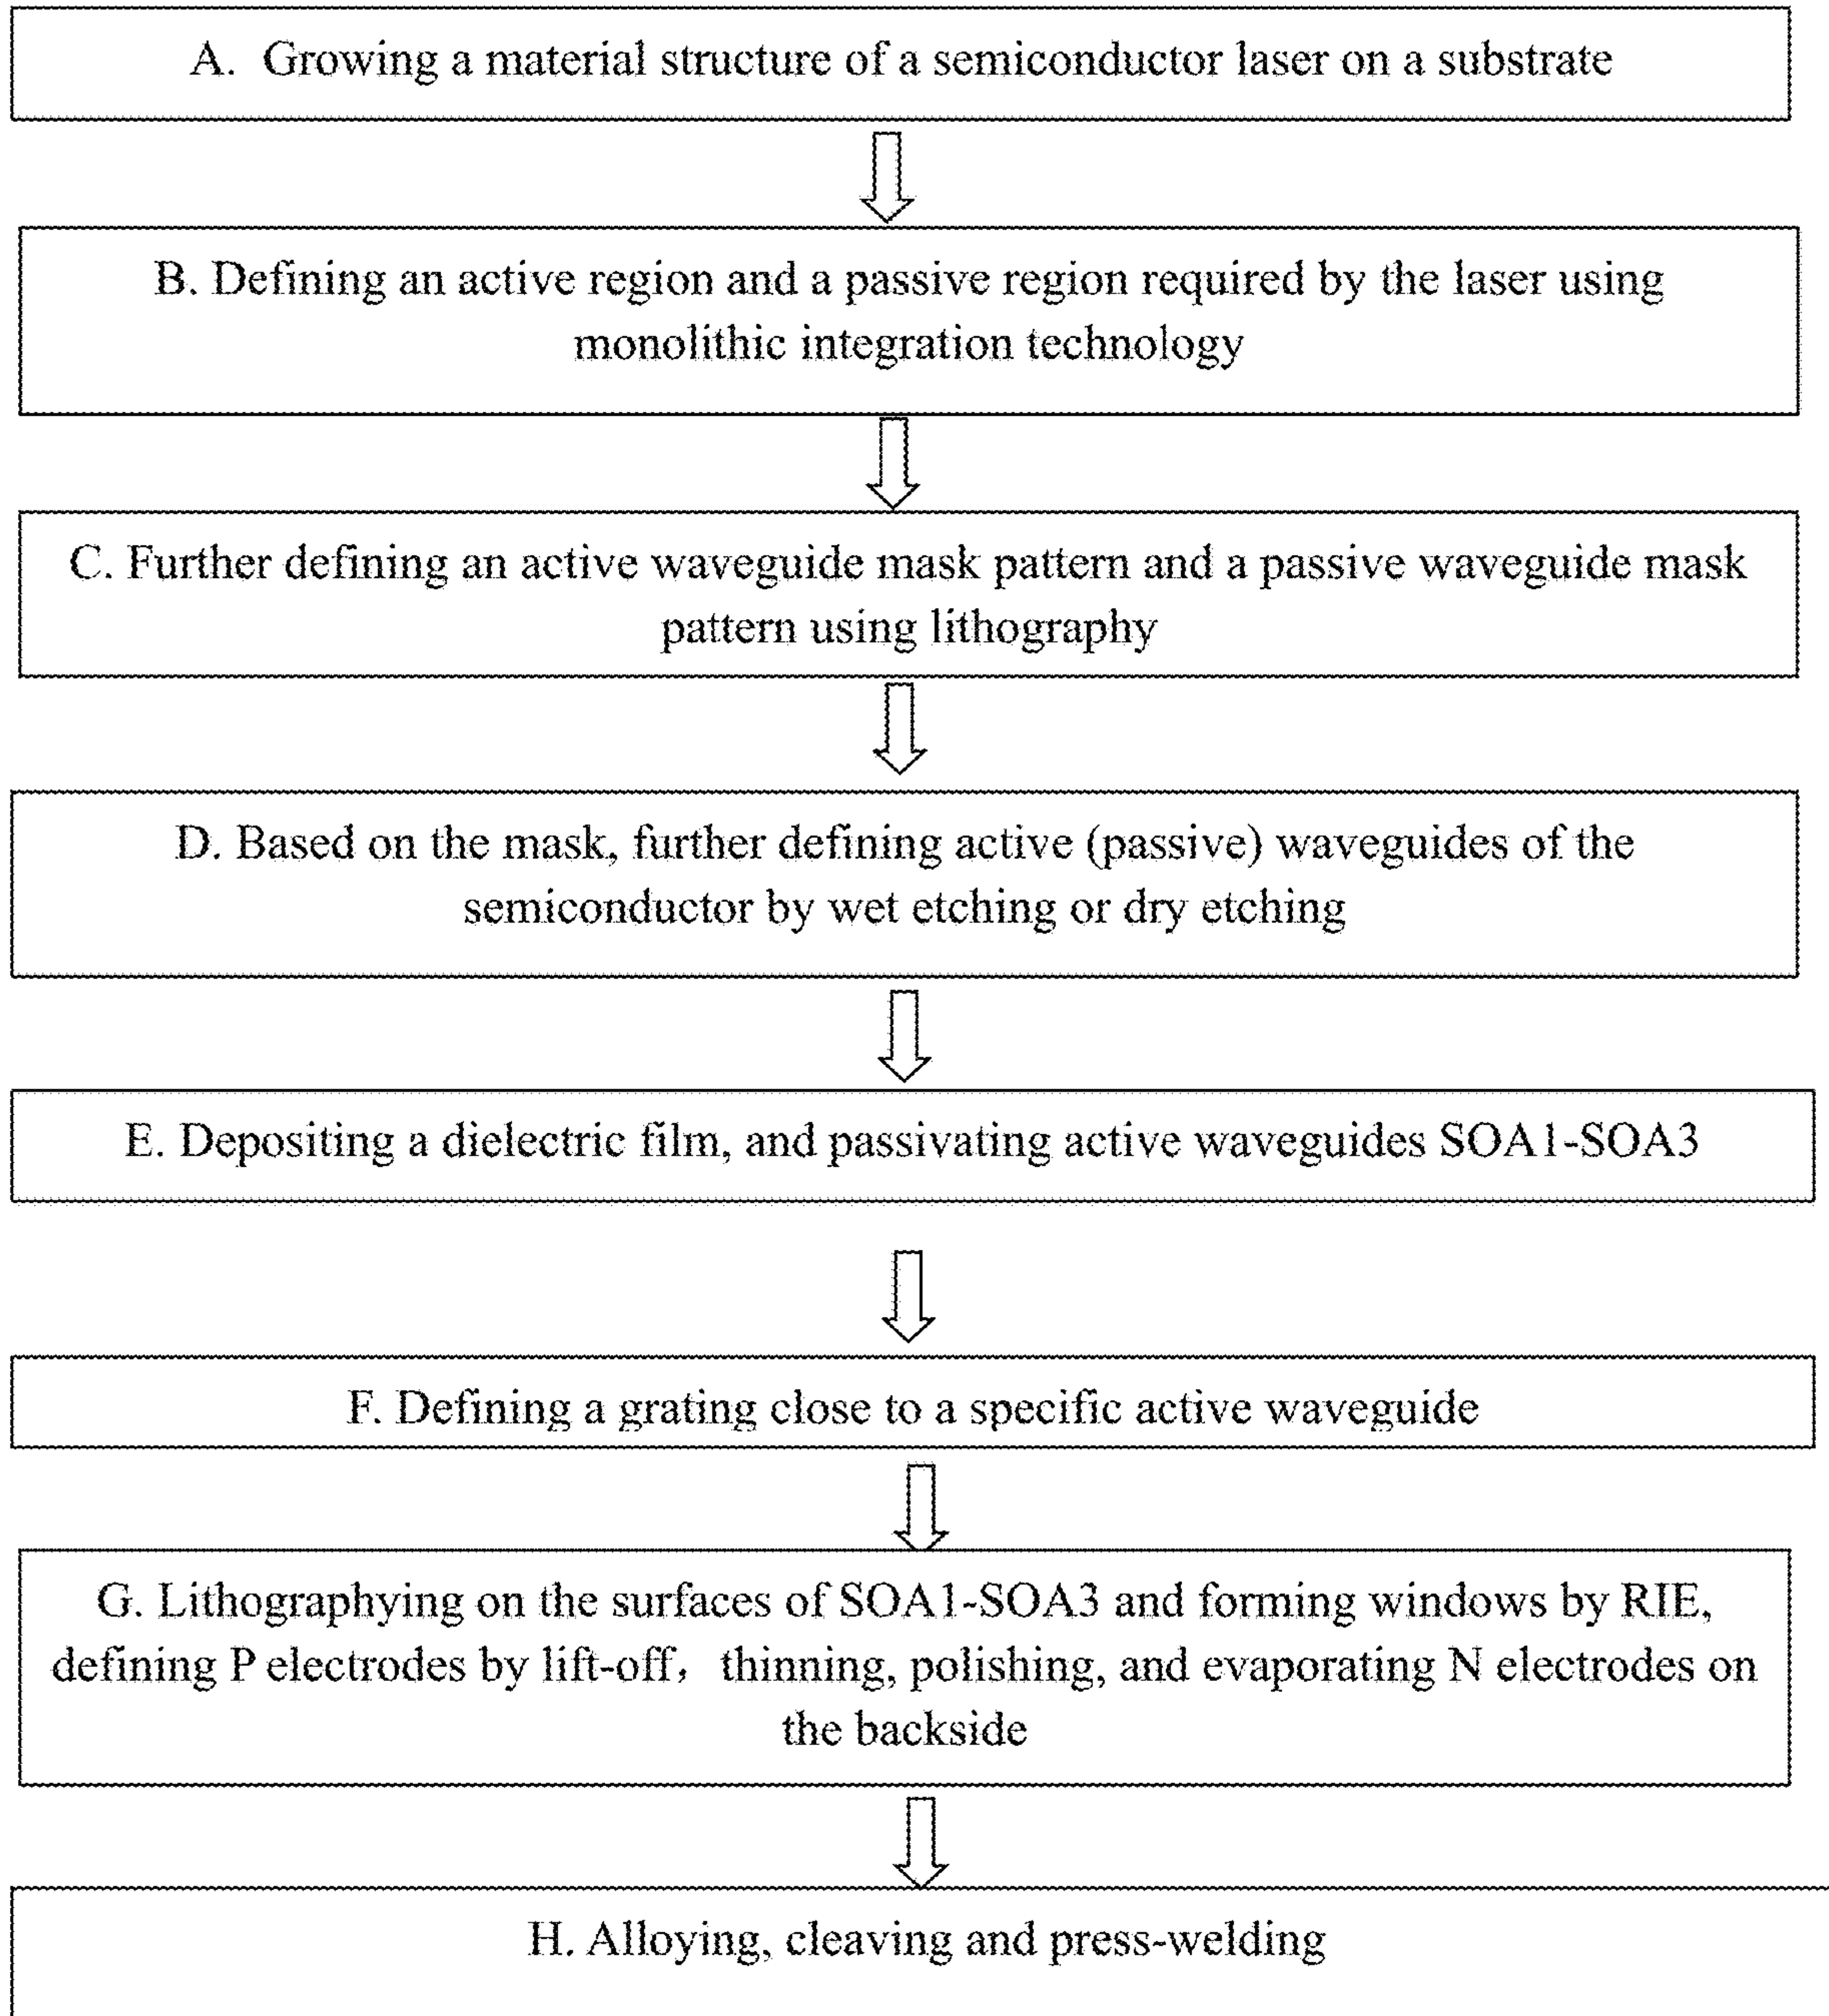 A. Growing a material structure of a semiconductor laser on a substrate
B. Defining an active region and a passive region required by the laser using
monolithic integration technology
C. Further defining an active waveguide mask pattern and a passive waveguide mask
pattern using lithography
D. Based on the mask, further defining active (passive) waveguides of the
semiconductor by wet etching or dry etching
E. Depositing a dielectric film, and passivating active waveguides SOA1-SOA3
F. Defining a grating close to a specific active waveguide
G. Lithographying on the surfaces of SOA1-SOA3 and forming windows by RIE,
defining P electrodes by lift-off, thinning, polishing, and evaporating N electrodes on
the backside
H. Alloying, cleaving and press-welding